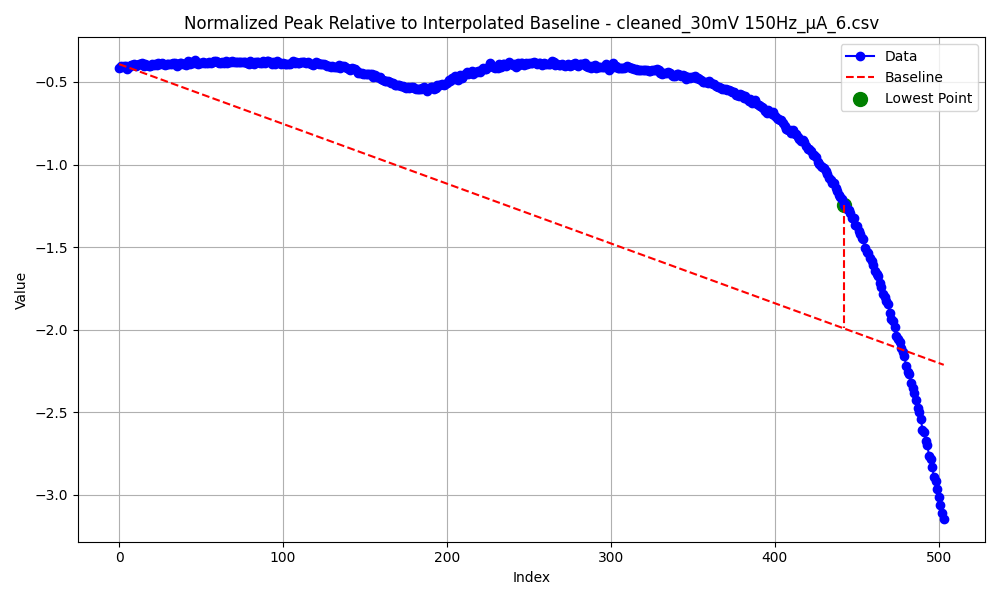 Normalized Peak Relative to Interpolated Baseline - cleaned_30mV 150Hz_μA_6.csv
Data
Baseline
Lowest Point
Value
−0.5
−1.0
−1.5
−2.0
−2.5
−3.0
0
100
200
300
400
500
Index